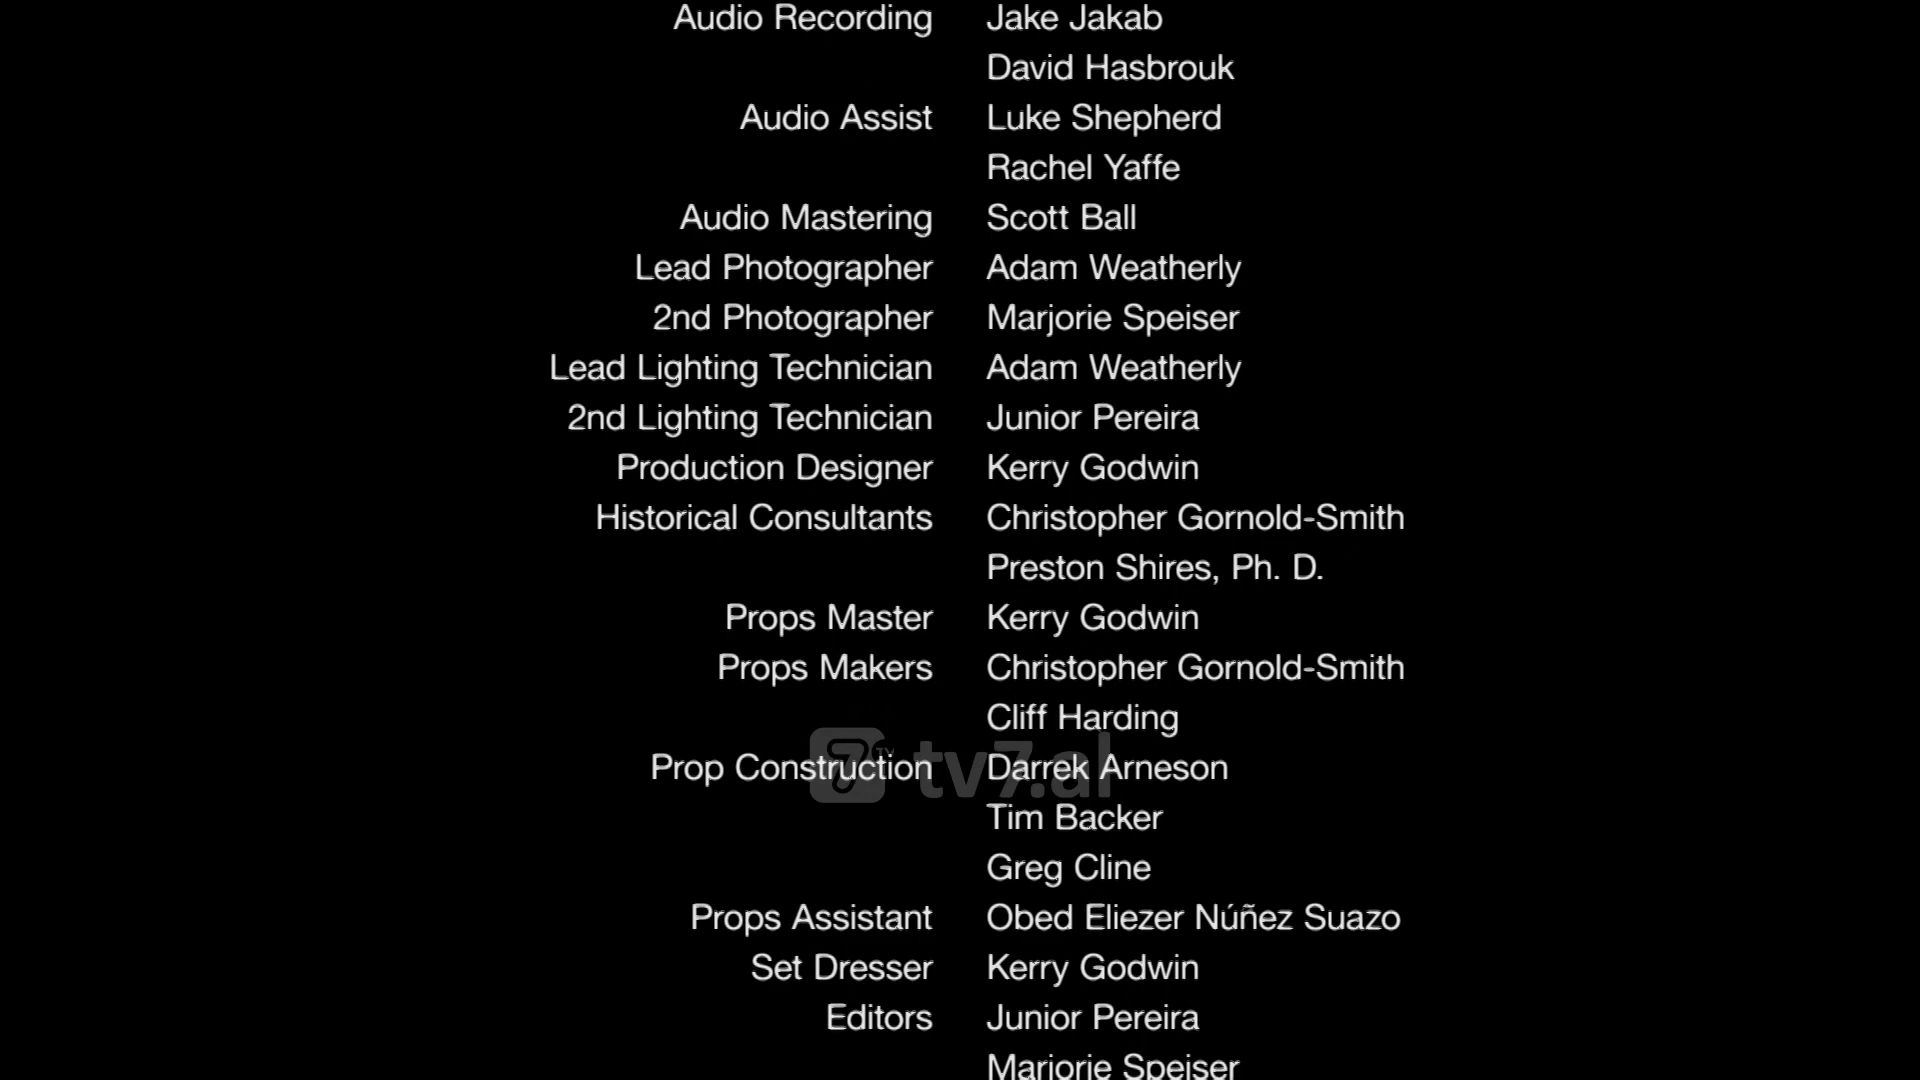 Audio Recording Jake Jakab
David Hasbrouk
Audio Assist Luke Shepherd
Rachel Yaffe
Audio Mastering Scott Ball
Lead Photographer Adam Weatherly
2nd Photographer Marjorie Speiser
Lead Lighting Technician Adam Weatherly
2nd Lighting Technician Junior Pereira
Production Designer Kerry Godwin
Historical Consultants Christopher Gornold-Smith
Preston Shires, Ph. D.
Props Master Kerry Godwin
Props Makers Christopher Gornold-Smith
Cliff Harding
7 TV tv7.al
Prop Construction Darrek Arneson
Tim Backer
Greg Cline
Props Assistant Obed Eliezer Núñez Suazo
Set Dresser Kerry Godwin
Editors Junior Pereira
Marjorie Speiser